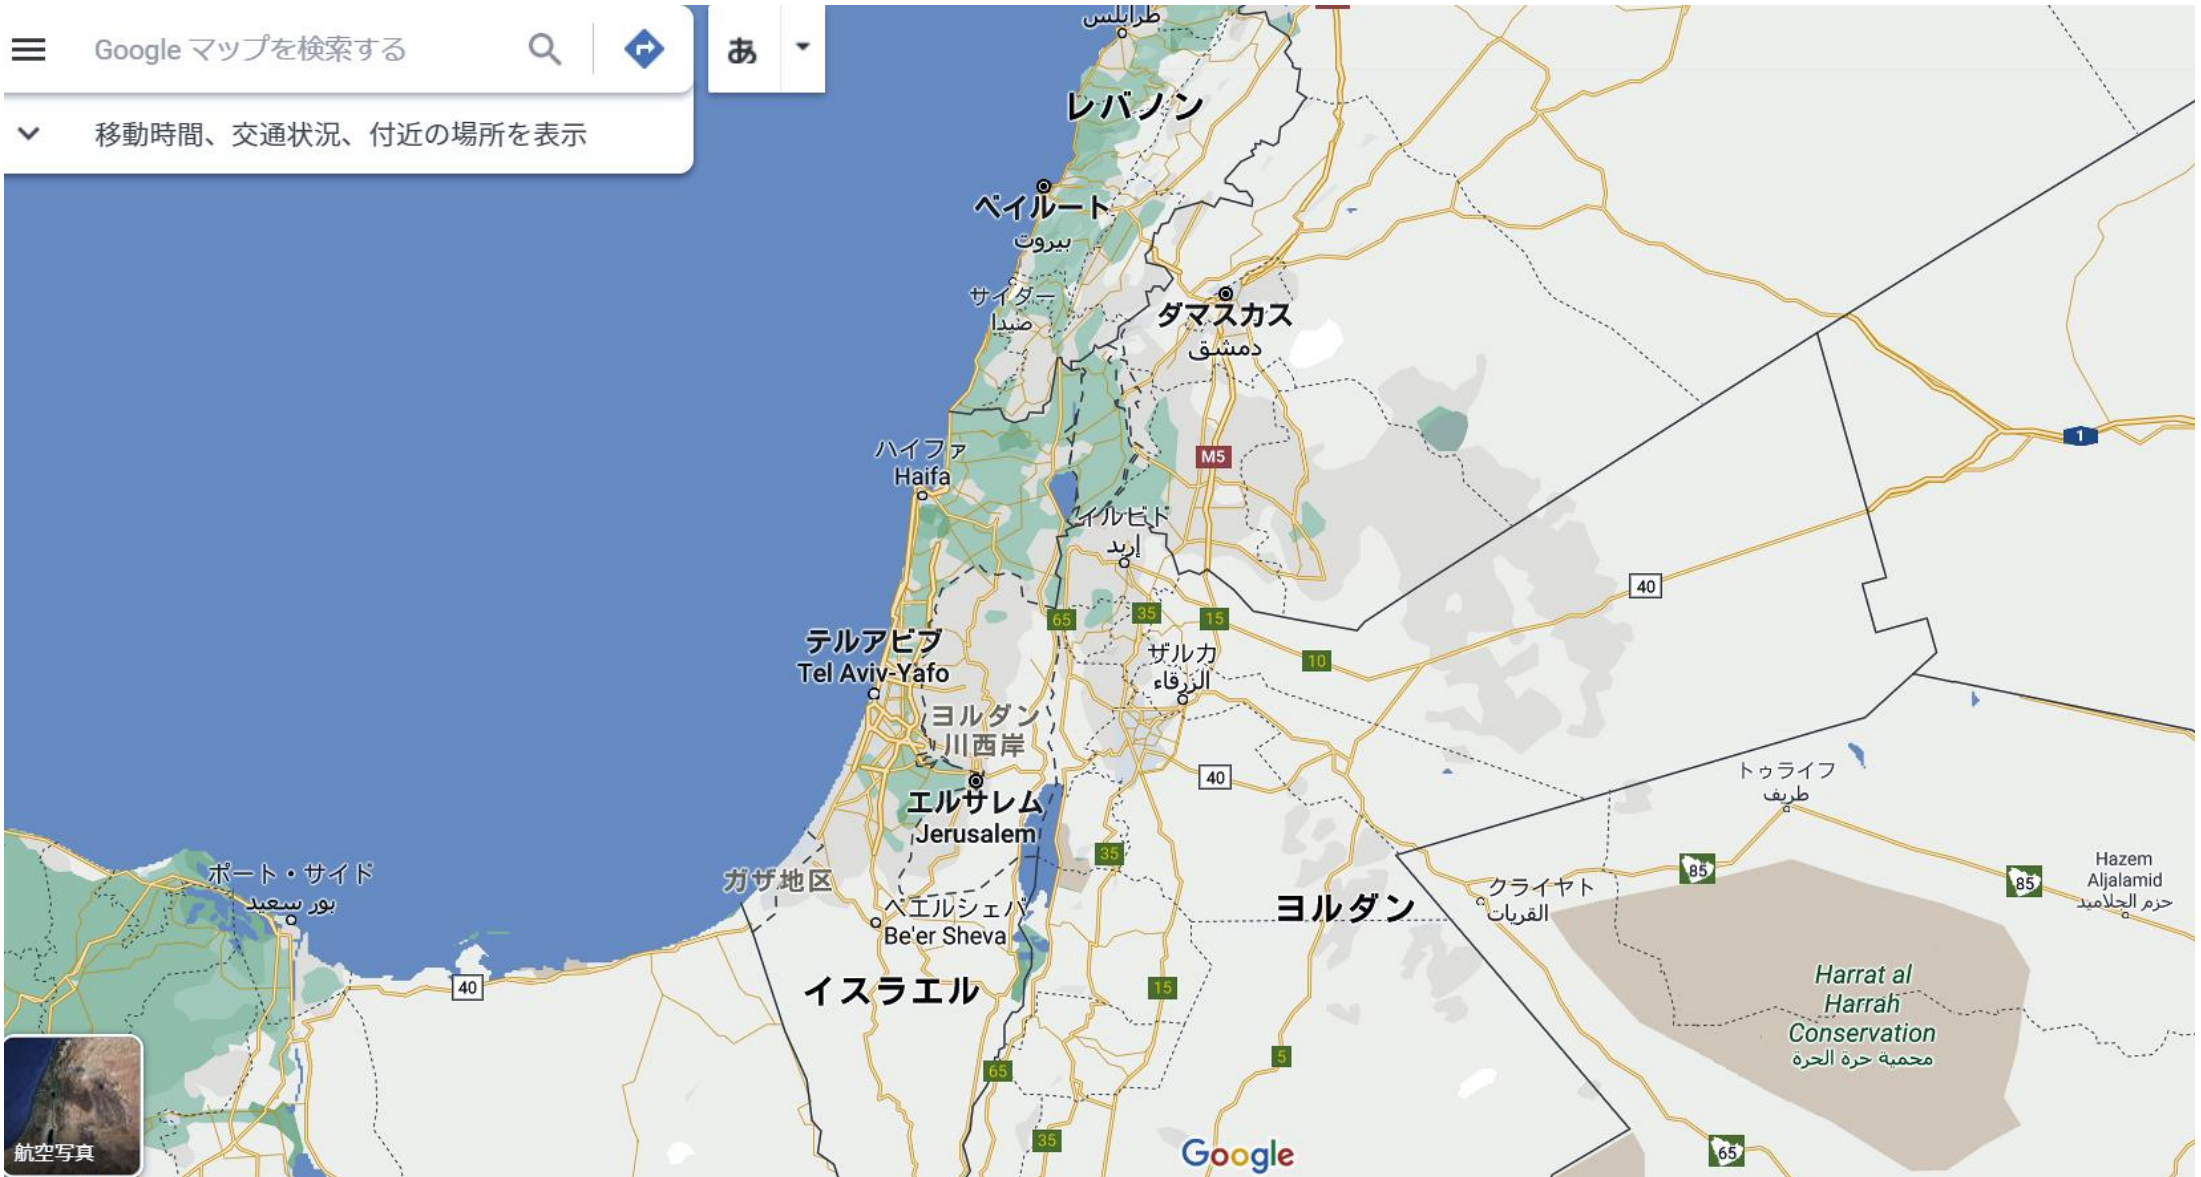 Google マップを検索する
あ
移動時間、交通状況、付近の場所を表示
طرابلس
レバノン
ベイルート
بيروت
サイダー
صيدا
ダマスカス
دمشق
ハイファ
Haifa
M5
1
イルビド
إربد
40
65
35
15
10
テルアビブ
Tel Aviv-Yafo
ザルカ
الزرقاء
ヨルダン
川西岸
40
エルサレム
Jerusalem
トゥライフ
طريف
35
85
85
Hazem
Aljalamid
حزم الجلاميد
ポート・サイド
بور سعيد
ガザ地区
ベエルシェバ
Be'er Sheva
ヨルダン
クライヤト
القريات
40
イスラエル
15
Harrat al
Harrah
Conservation
محمية حرة الحرة
65
5
35
65
航空写真
Google